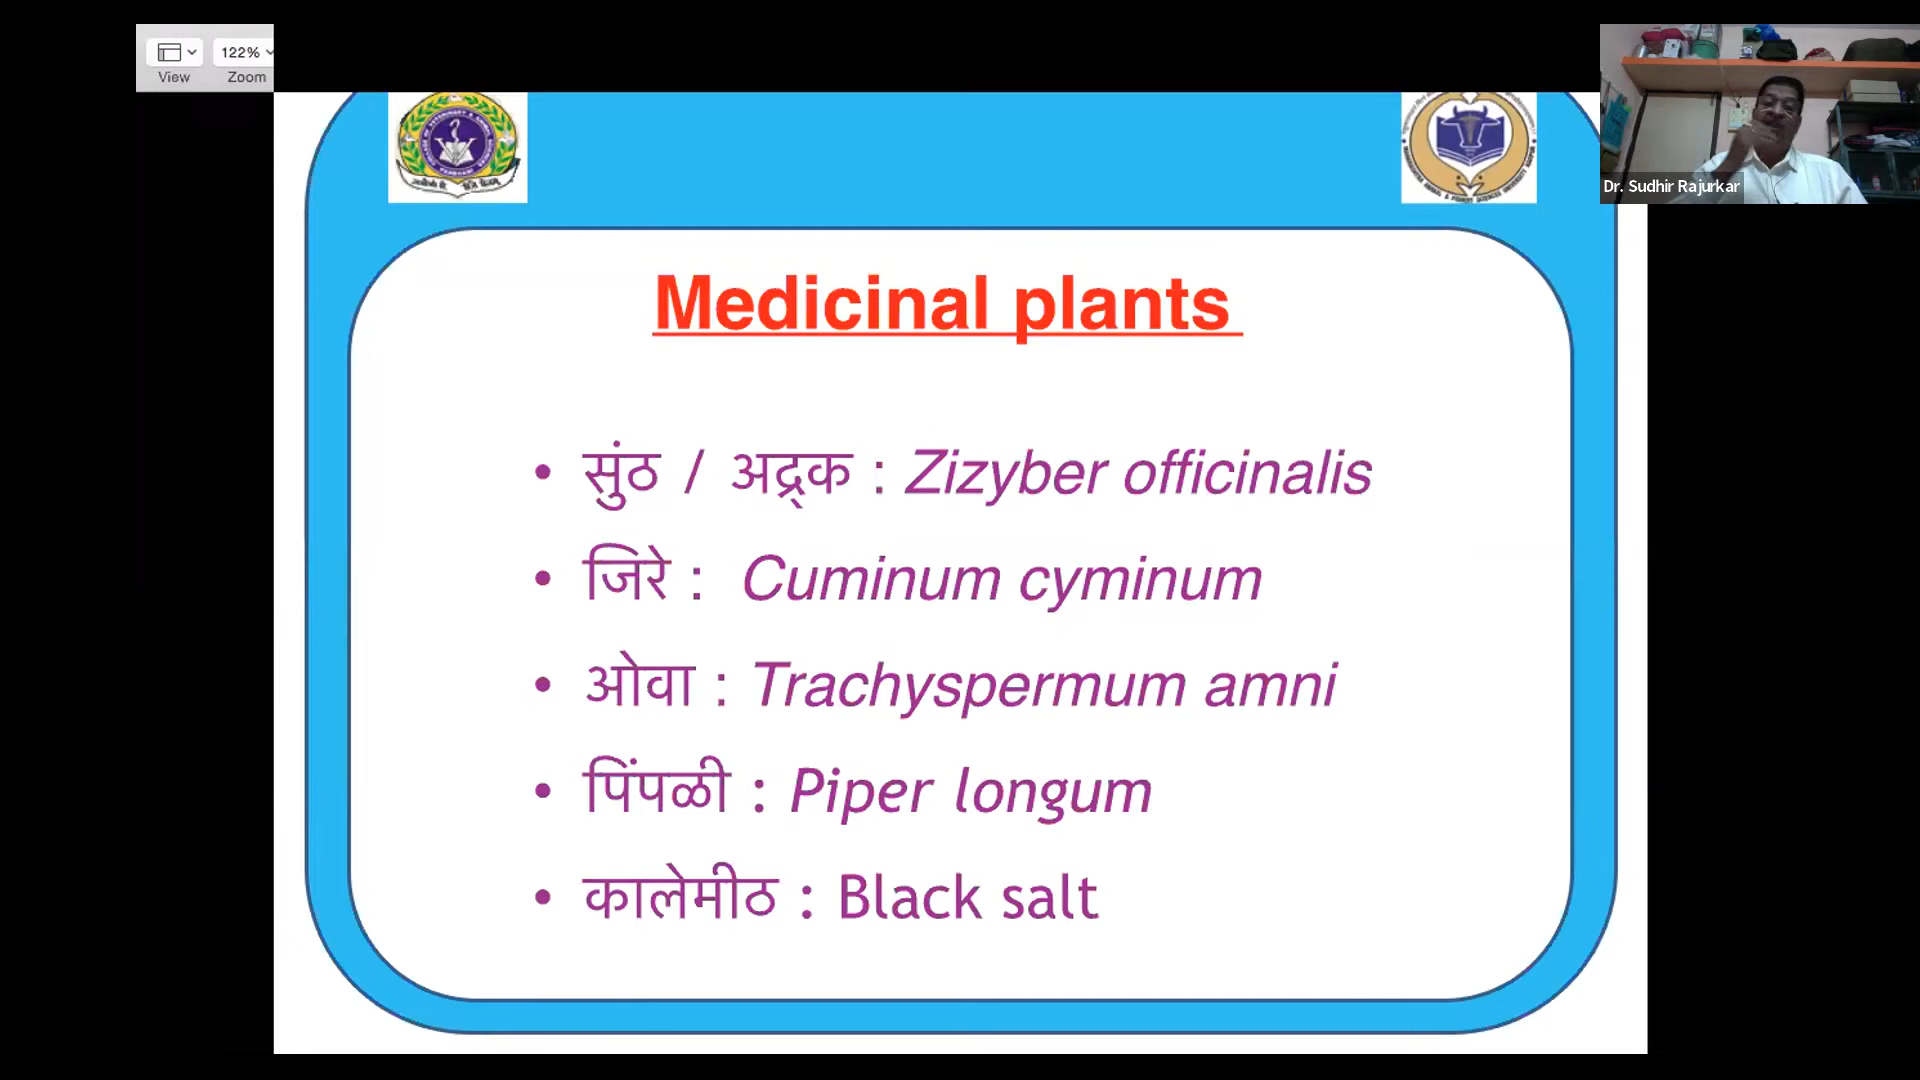 View
122%
Zoom
Dr. Sudhir Rajurkar
Medicinal plants
• सुंठ / अद्र्क : Zizyber officinalis
• जिरे : Cuminum cyminum
• ओवा : Trachyspermum amni
• पिंपळी : Piper longum
• कालेमीठ : Black salt